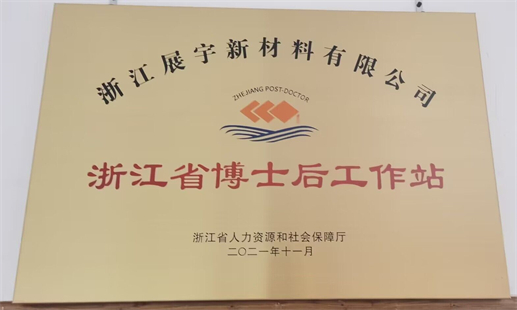 浙江展宇新材料有限公司
ZHEJIANG POST-DOCTOR
浙江省博士后工作站
浙江省人力资源和社会保障厅
二〇二一年十一月